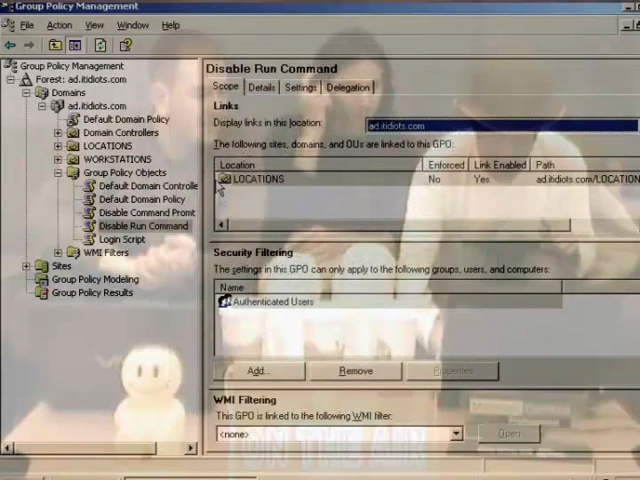 Group Policy Management
File Action View Window Help
Group Policy Management
Forest: ad.itidiots.com
Domains
ad.itidiots.com
Default Domain Policy
Domain Controllers
LOCATIONS
WORKSTATIONS
Group Policy Objects
Default Domain Controlle
Default Domain Policy
Disable Command Promt
Disable Run Command
Login Script
WMI Filters
Sites
Group Policy Modeling
Group Policy Results
Disable Run Command
Scope Details Settings Delegation
Links
Display links in this location: ad.itidiots.com
The following sites, domains, and OUs are linked to this GPO:
Location Enforced Link Enabled Path
LOCATIONS No Yes ad.itidiots.com/LOCATION
Security Filtering
The settings in this GPO can only apply to the following groups, users, and computers:
Name
Authenticated Users
Add... Remove Properties
WMI Filtering
This GPO is linked to the following WMI filter:
<none> Open
ON THE AIR